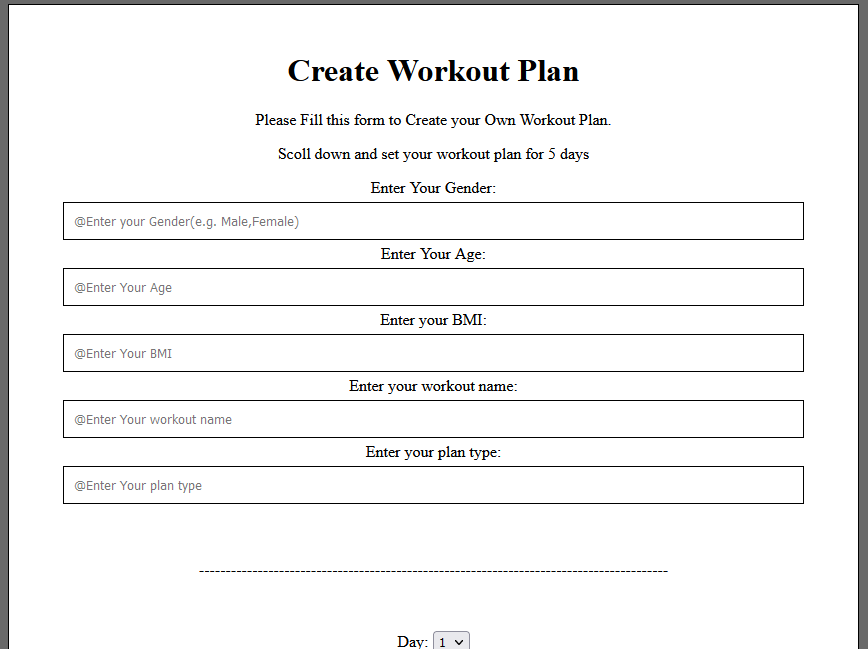 Create Workout Plan
Please Fill this form to Create your Own Workout Plan.
Scoll down and set your workout plan for 5 days
Enter Your Gender:
@Enter your Gender(e.g. Male,Female)
Enter Your Age:
@Enter Your Age
Enter your BMI:
@Enter Your BMI
Enter your workout name:
@Enter Your workout name
Enter your plan type:
@Enter Your plan type
----------------------------------------------------------------------------------------
Day: 1